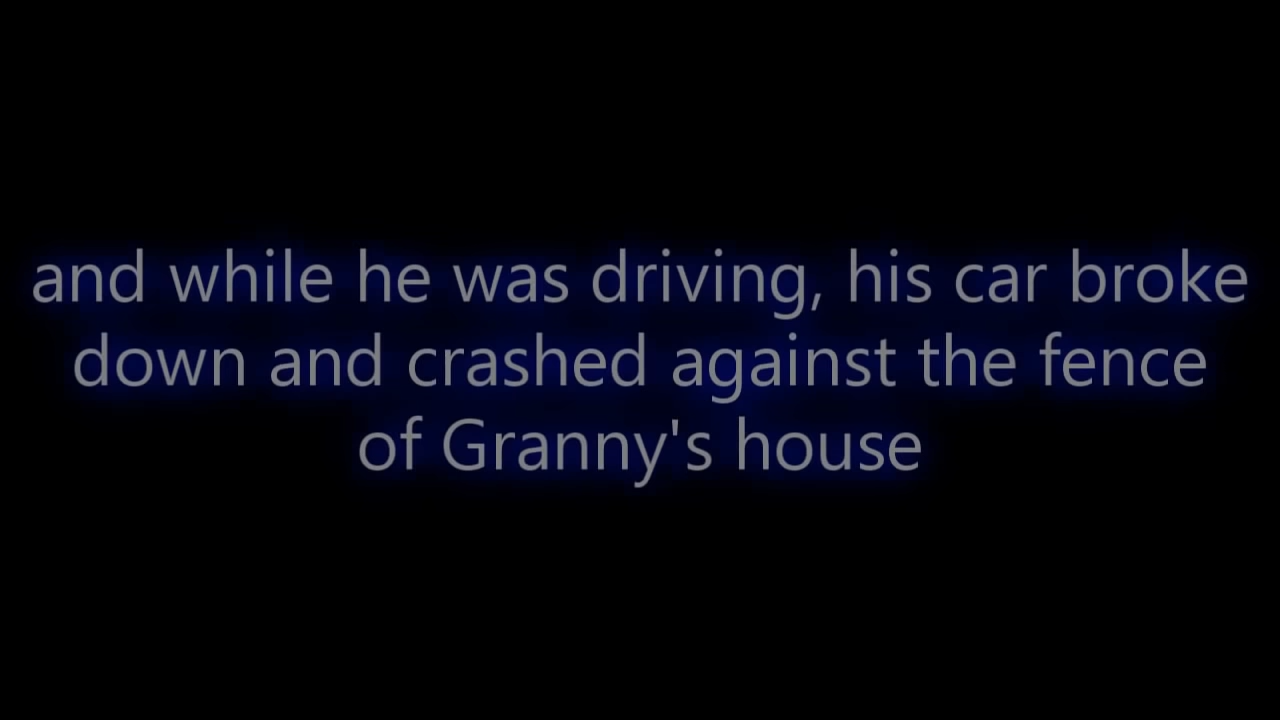 and while he was driving, his car broke
down and crashed against the fence
of Granny's house